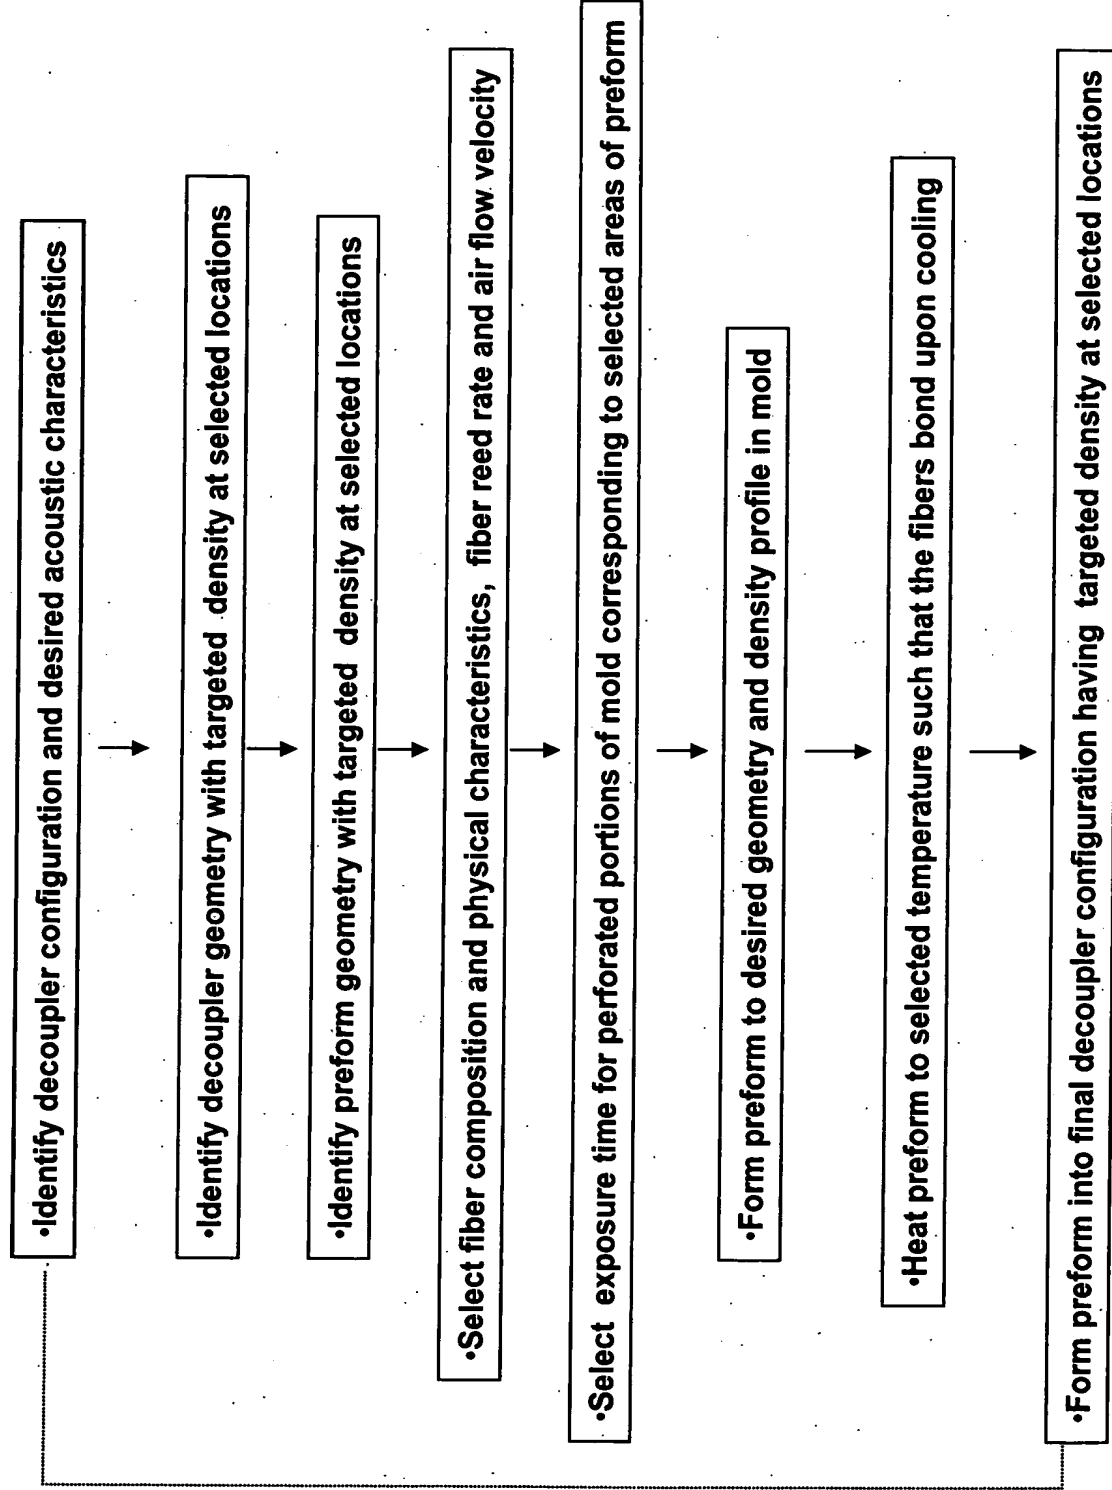 •Identify decoupler configuration and desired acoustic characteristics
•Identify decoupler geometry with targeted density at selected locations
•Identify preform geometry with targeted density at selected locations
•Select fiber composition and physical characteristics, fiber reed rate and air flow velocity
•Select exposure time for perforated portions of mold corresponding to selected areas of preform
•Form preform to desired geometry and density profile in mold
•Heat preform to selected temperature such that the fibers bond upon cooling
•Form preform into final decoupler configuration having targeted density at selected locations